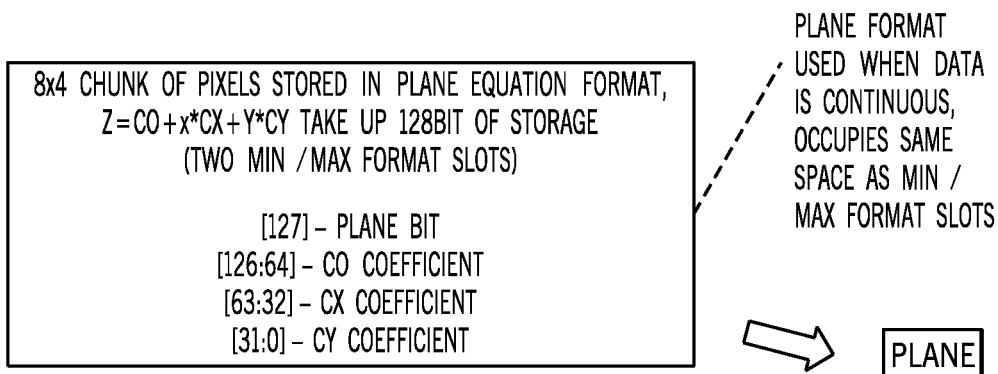 8x4 CHUNK OF PIXELS STORED IN PLANE EQUATION FORMAT,
Z=CO+x*CX+Y*CY TAKE UP 128BIT OF STORAGE
(TWO MIN /MAX FORMAT SLOTS)
[127] – PLANE BIT
[126:64] – CO COEFFICIENT
[63:32] – CX COEFFICIENT
[31:0] – CY COEFFICIENT
PLANE FORMAT
USED WHEN DATA
IS CONTINUOUS,
OCCUPIES SAME
SPACE AS MIN /
MAX FORMAT SLOTS
PLANE